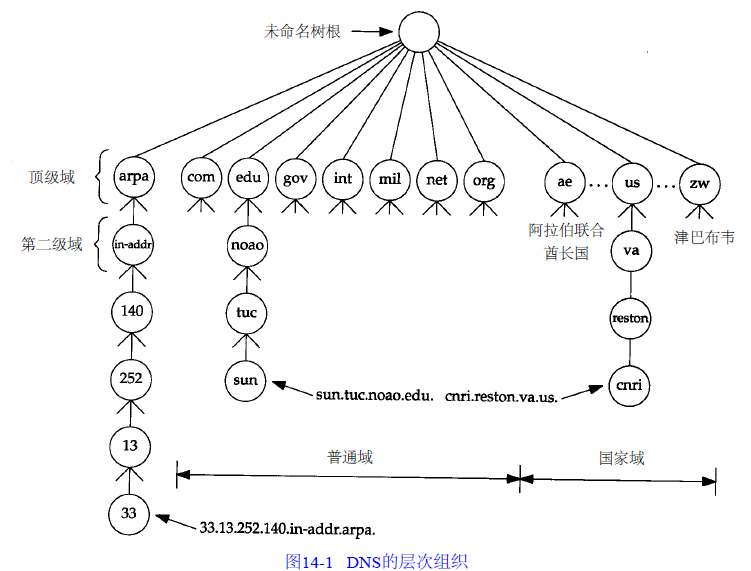 未命名树根
顶级域
arpa
com
edu
gov
int
mil
net
org
ae
...
us
...
zw
第二级域
in-addr
noao
阿拉伯联合
酋长国
va
津巴布韦
140
tuc
reston
252
sun
sun.tuc.noao.edu.
cnri.reston.va.us.
cnri
13
普通域
国家域
33
33.13.252.140.in-addr.arpa.
图14-1 DNS的层次组织